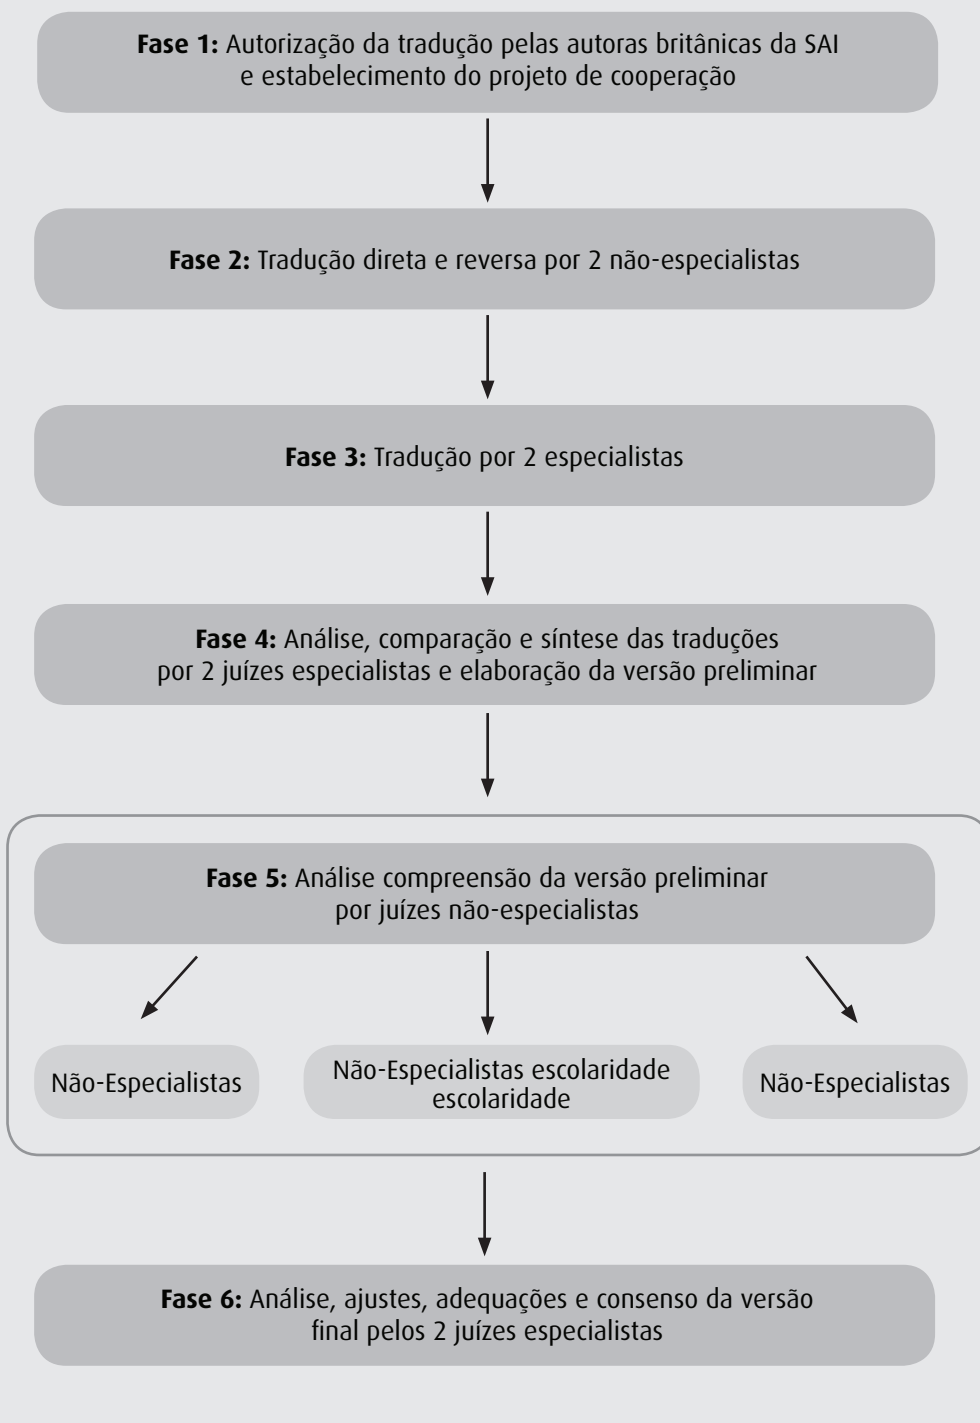 Fase 1: Autorização da tradução pelas autoras britânicas da SAI
e estabelecimento do projeto de cooperação
Fase 2: Tradução direta e reversa por 2 não-especialistas
Fase 3: Tradução por 2 especialistas
Fase 4: Análise, comparação e síntese das traduções
por 2 juízes especialistas e elaboração da versão preliminar
Fase 5: Análise compreensão da versão preliminar
por juízes não-especialistas
Não-Especialistas
Não-Especialistas escolaridade
escolaridade
Não-Especialistas
Fase 6: Análise, ajustes, adequações e consenso da versão
final pelos 2 juízes especialistas